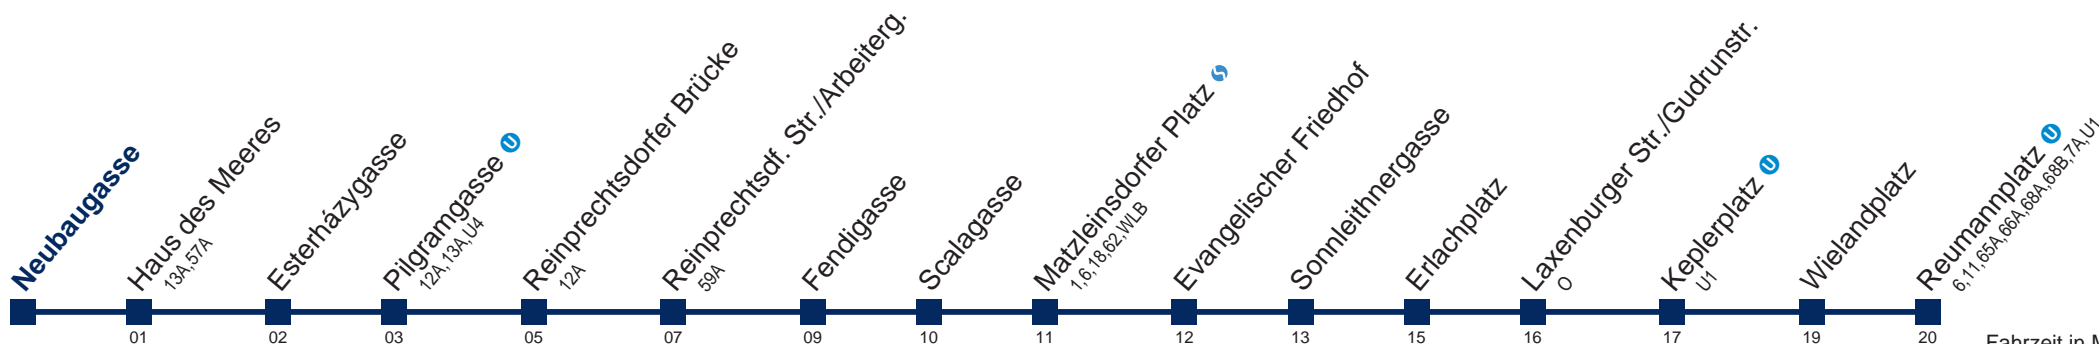 Neubaugasse
Haus des Meeres
13A,57A
01
Esterházygasse
02
Pilgramgasse U
12A,13A,U4
03
Reinprechtsdorfer Brücke
12A
05
Reinprechtsdf. Str./Arbeiterg.
59A
07
Fendigasse
09
Scalagasse
10
Matzleinsdorfer Platz S
1,6,18,62,WLB
11
Evangelischer Friedhof
12
Sonnleithnergasse
13
Erlachplatz
15
Laxenburger Str./Gudrunstr.
O
16
Keplerplatz U
U1
17
Wielandplatz
19
Reumannplatz U
6,11,65A,66A,68A,68B,7A,U1
20
Fahrzeit in